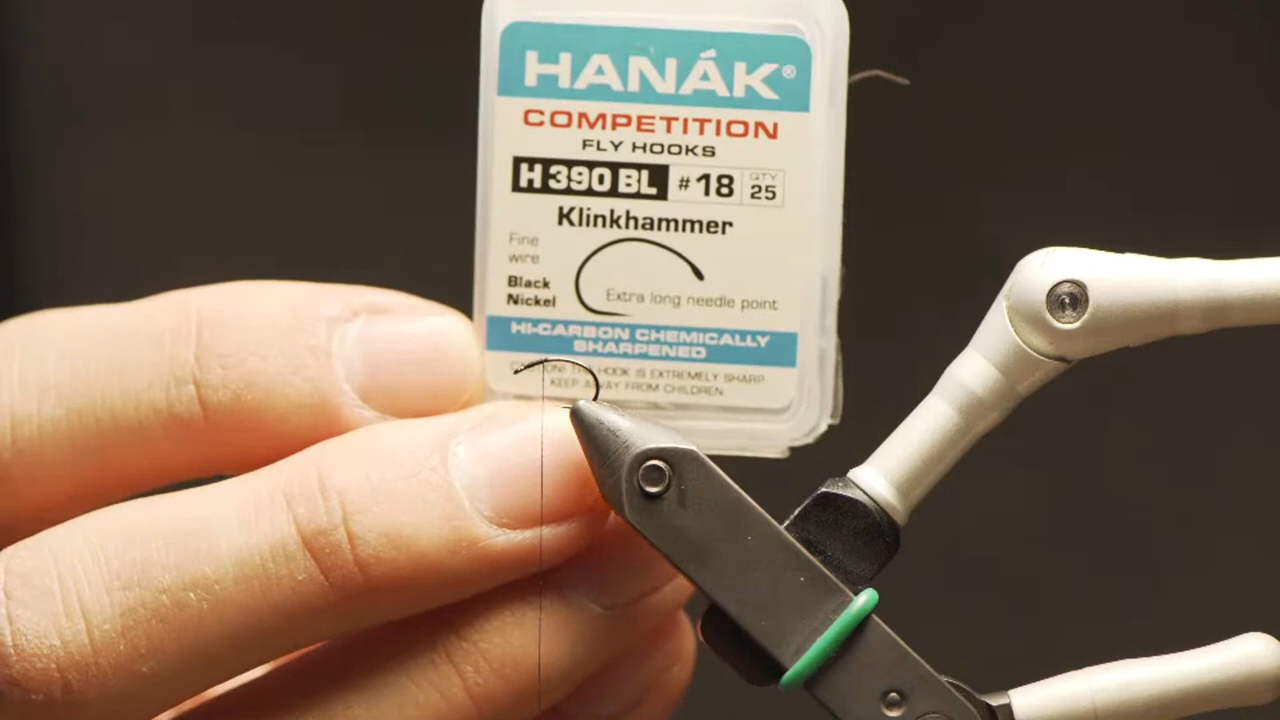 HANÁK®
COMPETITION
FLY HOOKS
H 390 BL #18 QTY 25
Klinkhammer
Fine
wire
Black
Nickel
Extra long needle point
HI-CARBON CHEMICALLY
SHARPENED
HOOK IS EXTREMELY SHARP
KEEP AWAY FROM CHILDREN